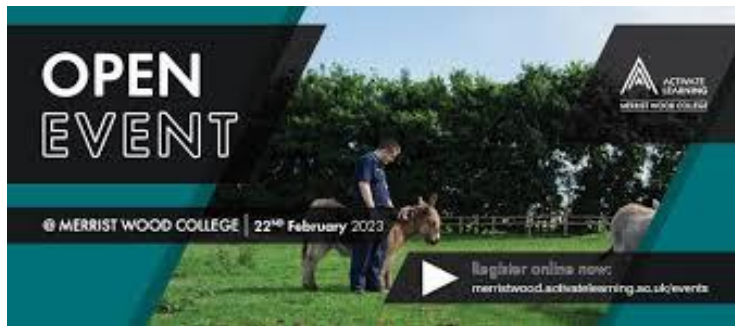 OPEN
EVENT
ACTIVATE
LEARNING
MERRIST WOOD COLLEGE
@ MERRIST WOOD COLLEGE | 22ND February 2023
Register online now:
merristwood.activatelearning.ac.uk/events